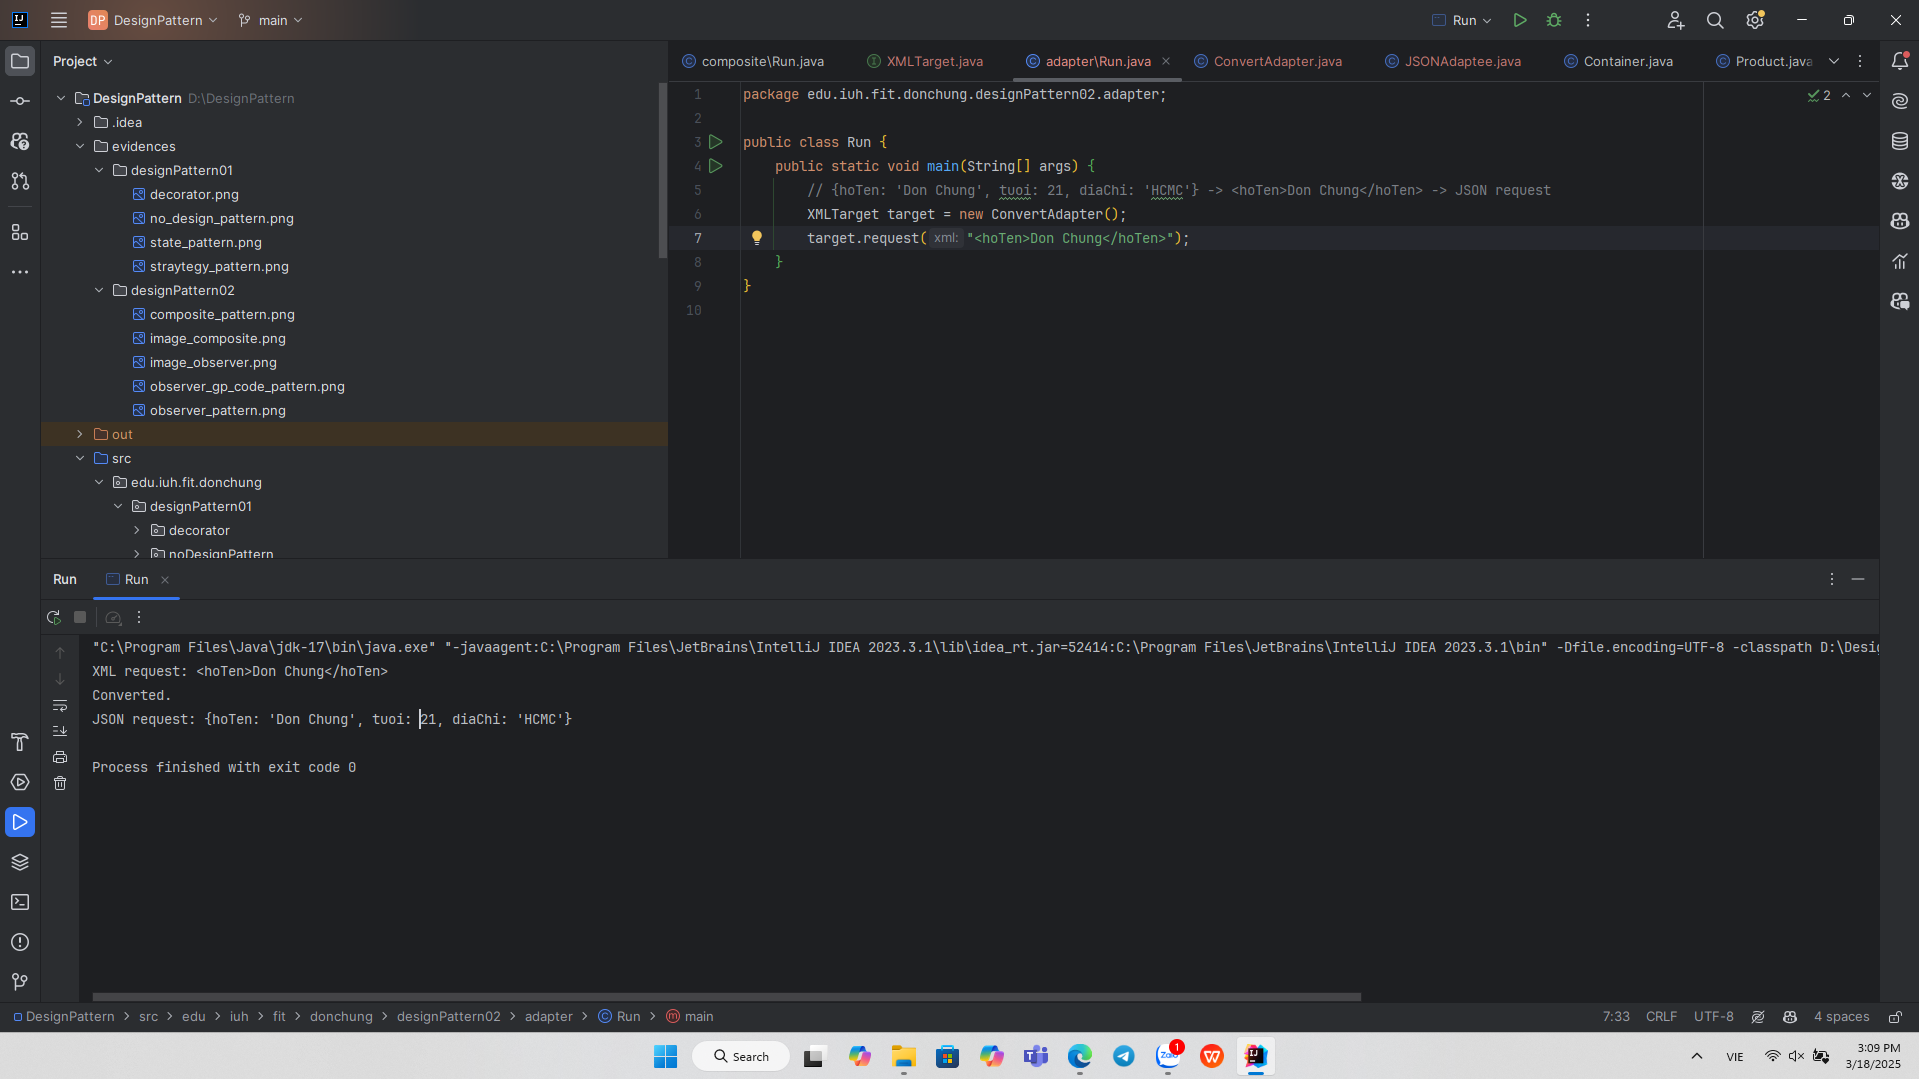 DP DesignPattern main Run
Project
DesignPattern D:\DesignPattern
.idea
evidences
designPattern01
decorator.png
no_design_pattern.png
state_pattern.png
straytegy_pattern.png
designPattern02
composite_pattern.png
image_composite.png
image_observer.png
observer_gp_code_pattern.png
observer_pattern.png
out
src
edu.iuh.fit.donchung
designPattern01
decorator
noDesignPattern
composite\Run.java XMLTarget.java adapter\Run.java ConvertAdapter.java JSONAdaptee.java Container.java Product.java
2
1 package edu.iuh.fit.donchung.designPattern02.adapter;
2
3 public class Run {
4 public static void main(String[] args) {
5 // {hoTen: 'Don Chung', tuoi: 21, diaChi: 'HCMC'} -> <hoTen>Don Chung</hoTen> -> JSON request
6 XMLTarget target = new ConvertAdapter();
7 target.request( xml: "<hoTen>Don Chung</hoTen>");
8 }
9 }
10
Run Run
"C:\Program Files\Java\jdk-17\bin\java.exe" "-javaagent:C:\Program Files\JetBrains\IntelliJ IDEA 2023.3.1\lib\idea_rt.jar=52414:C:\Program Files\JetBrains\IntelliJ IDEA 2023.3.1\bin" -Dfile.encoding=UTF-8 -classpath D:\Desig
XML request: <hoTen>Don Chung</hoTen>
Converted.
JSON request: {hoTen: 'Don Chung', tuoi: 21, diaChi: 'HCMC'}
Process finished with exit code 0
DesignPattern > src > edu > iuh > fit > donchung > designPattern02 > adapter > Run > main 7:33 CRLF UTF-8 4 spaces
Search Zalo 1 VIE 3:09 PM
3/18/2025